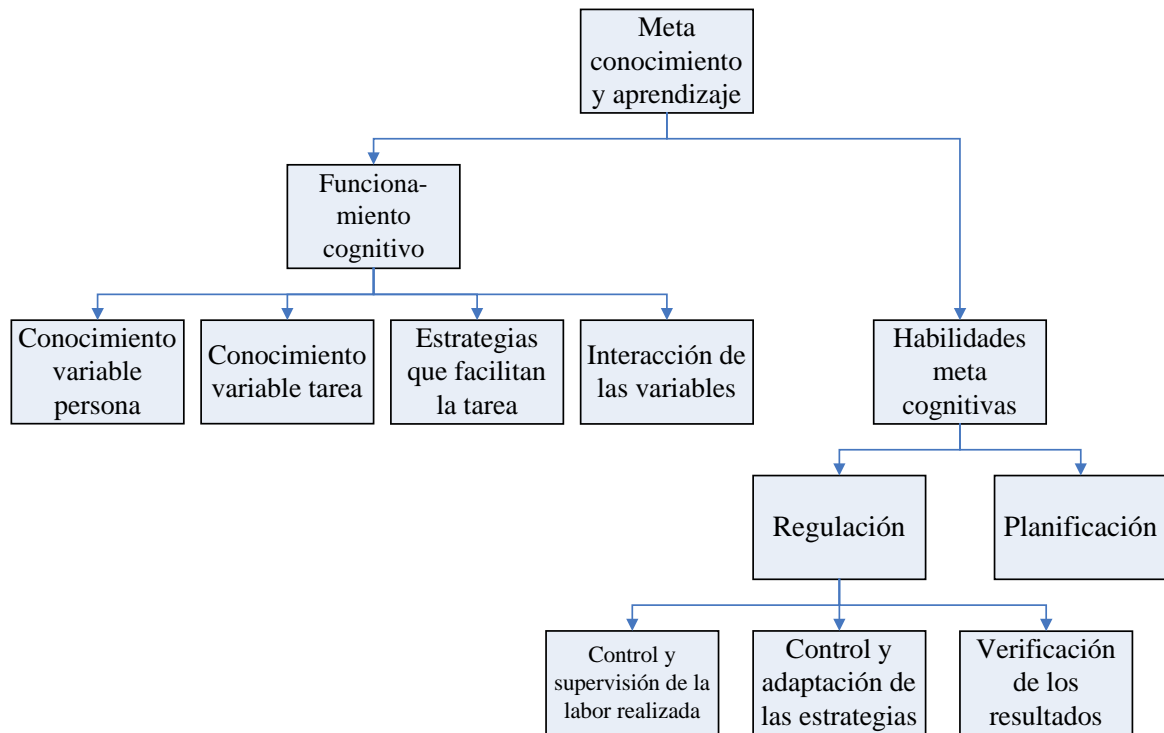 Meta
conocimiento
y aprendizaje
Funciona-
miento
cognitivo
Conocimiento
variable
persona
Conocimiento
variable tarea
Estrategias
que facilitan
la tarea
Interacción de
las variables
Habilidades
meta
cognitivas
Regulación
Planificación
Control y
supervisión de la
labor realizada
Control y
adaptación de
las estrategias
Verificación
de los
resultados